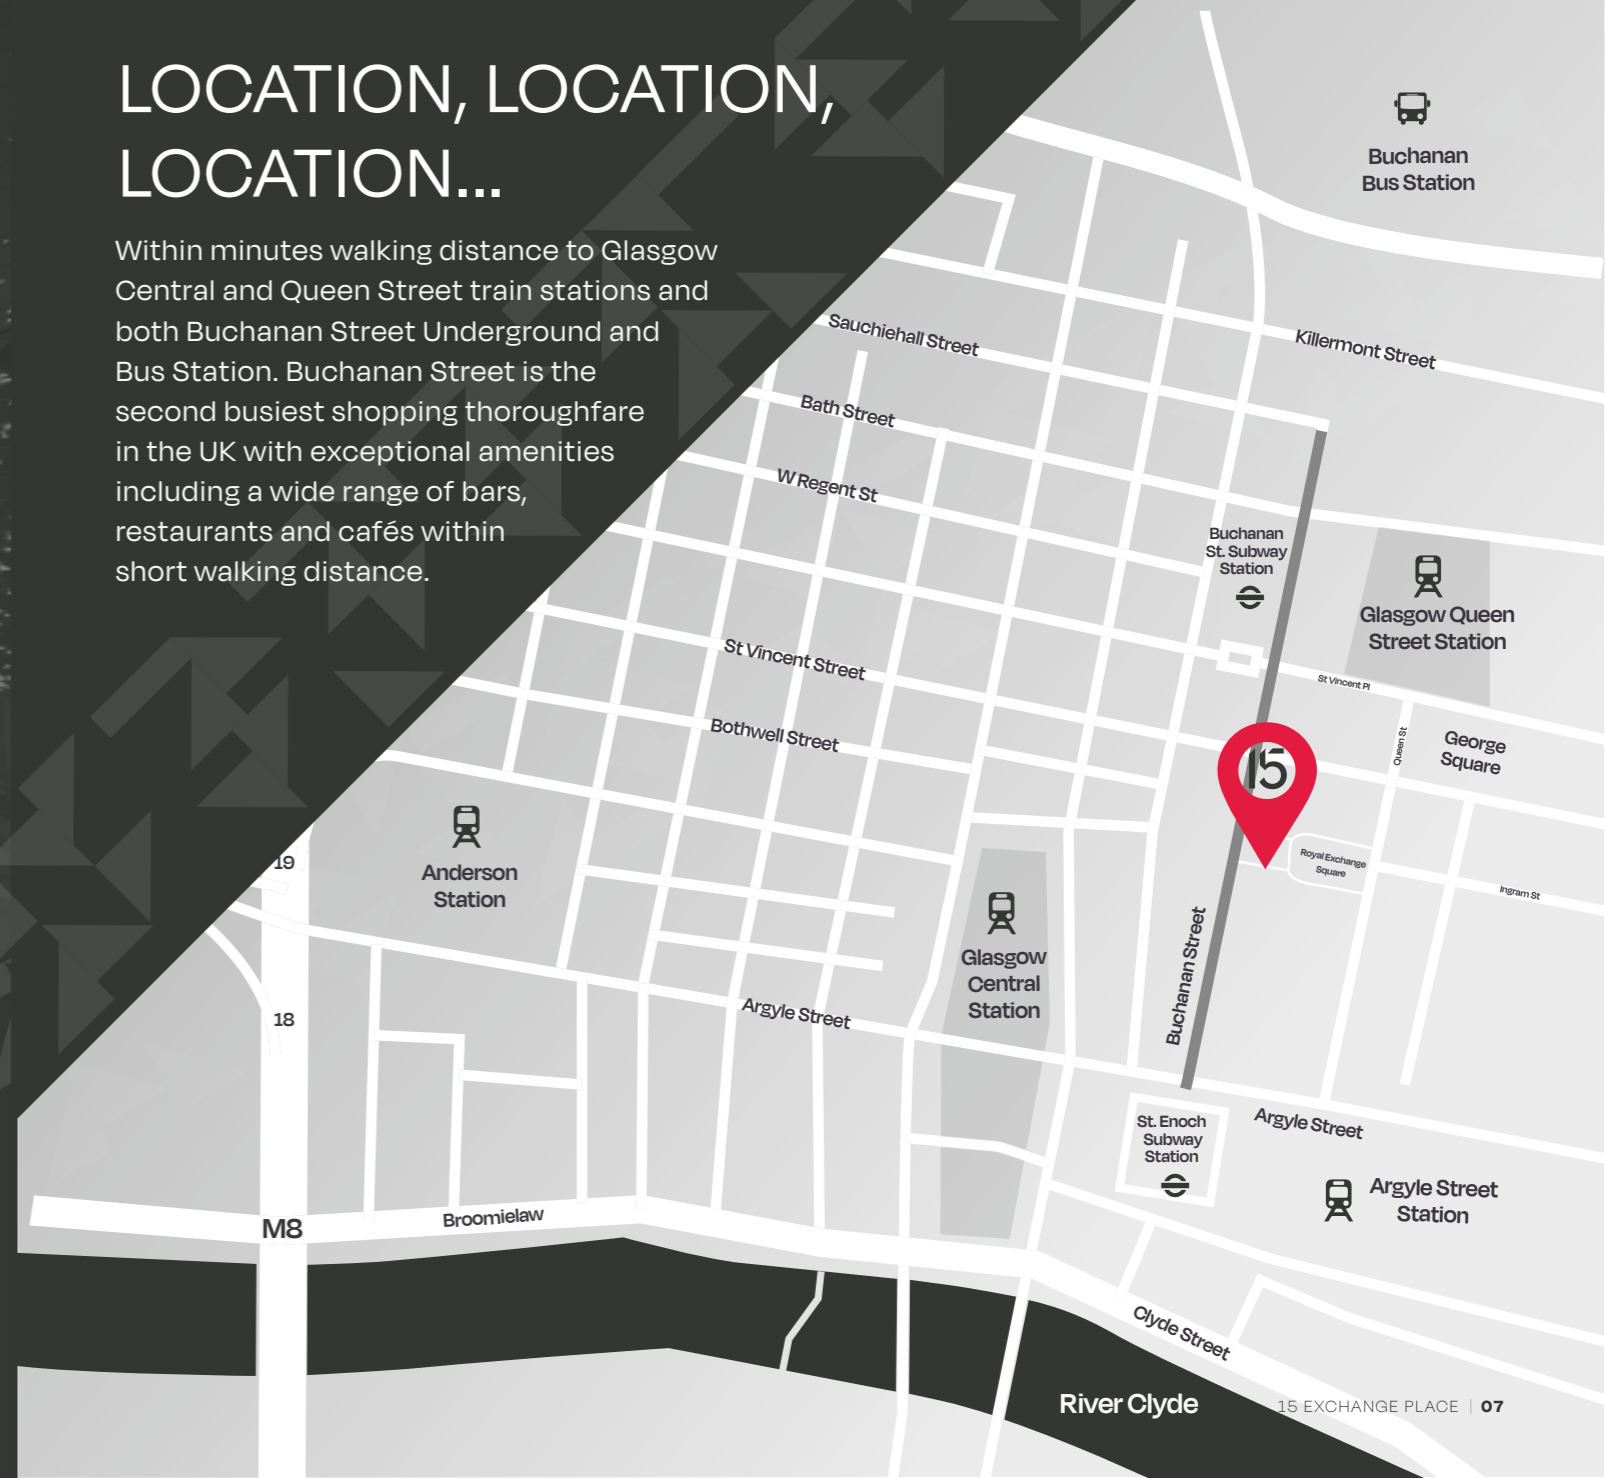 LOCATION, LOCATION,
LOCATION...
Within minutes walking distance to Glasgow
Central and Queen Street train stations and
both Buchanan Street Underground and
Bus Station. Buchanan Street is the
second busiest shopping thoroughfare
in the UK with exceptional amenities
including a wide range of bars,
restaurants and cafés within
short walking distance.
Buchanan
Bus Station
Sauchiehall Street
Killermont Street
Bath Street
W Regent St
Buchanan
St. Subway
Station
Glasgow Queen
Street Station
St Vincent Street
St Vincent Pl
Bothwell Street
Queen St
George
Square
15
Anderson
Station
19
Royal Exchange
Square
Ingram St
Glasgow
Central
Station
Buchanan Street
18
Argyle Street
St. Enoch
Subway
Station
Argyle Street
Argyle Street
Station
M8
Broomielaw
Clyde Street
River Clyde
15 EXCHANGE PLACE | 07